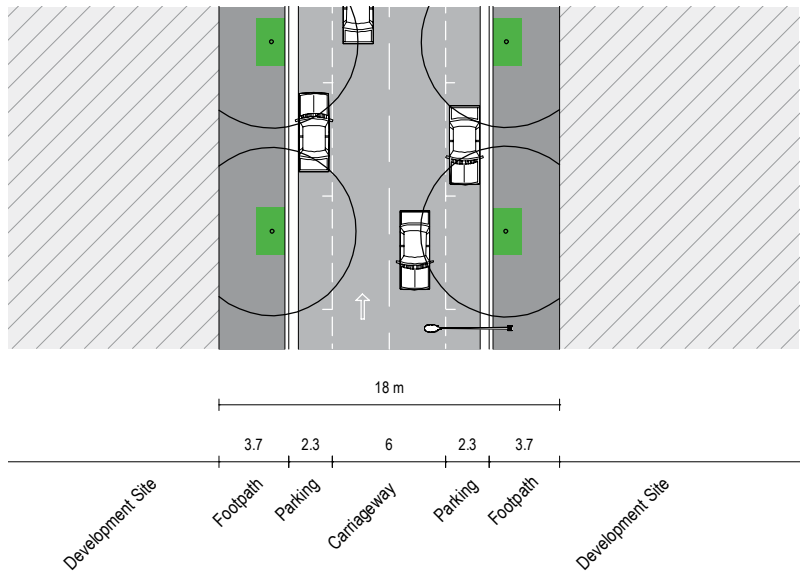 18 m
3.7 2.3 6 2.3 3.7
Development Site Footpath Parking Carriageway Parking Footpath Development Site